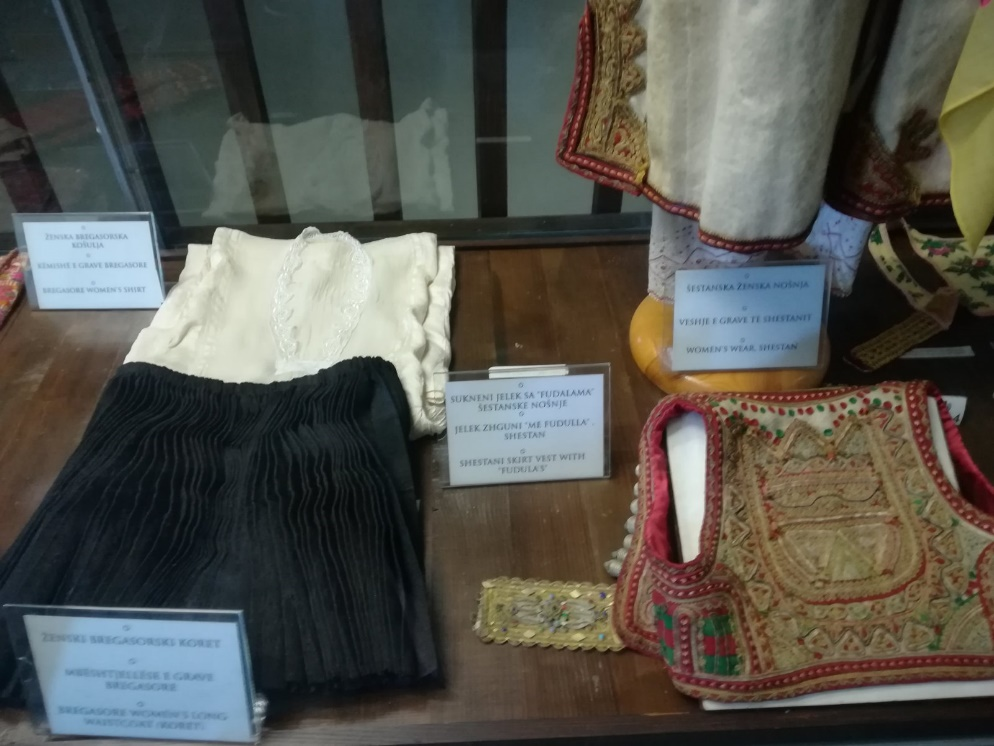 ŽENSKA BREGASORSKA
KOŠULJA
KËMISHË E GRAVE BREGASORE
BREGASORE WOMEN'S SHIRT
ŠESTANSKA ŽENSKA NOŠNJA
VESHJE E GRAVE TË SHESTANIT
WOMEN'S WEAR, SHESTAN
SUKNENI JELEK SA "FUDALAMA"
ŠESTANSKE NOŠNJE
JELEK ZHGUNI "ME FUDULLA" .
SHESTAN
SHESTANI SKIRT VEST WITH
"FUDULA'S"
ŽENSKI BREGASORSKI KORET
E GRAVE
BREGASORE
BREGASORE WOMEN'S LONG
WAISTCOAT (KORET)